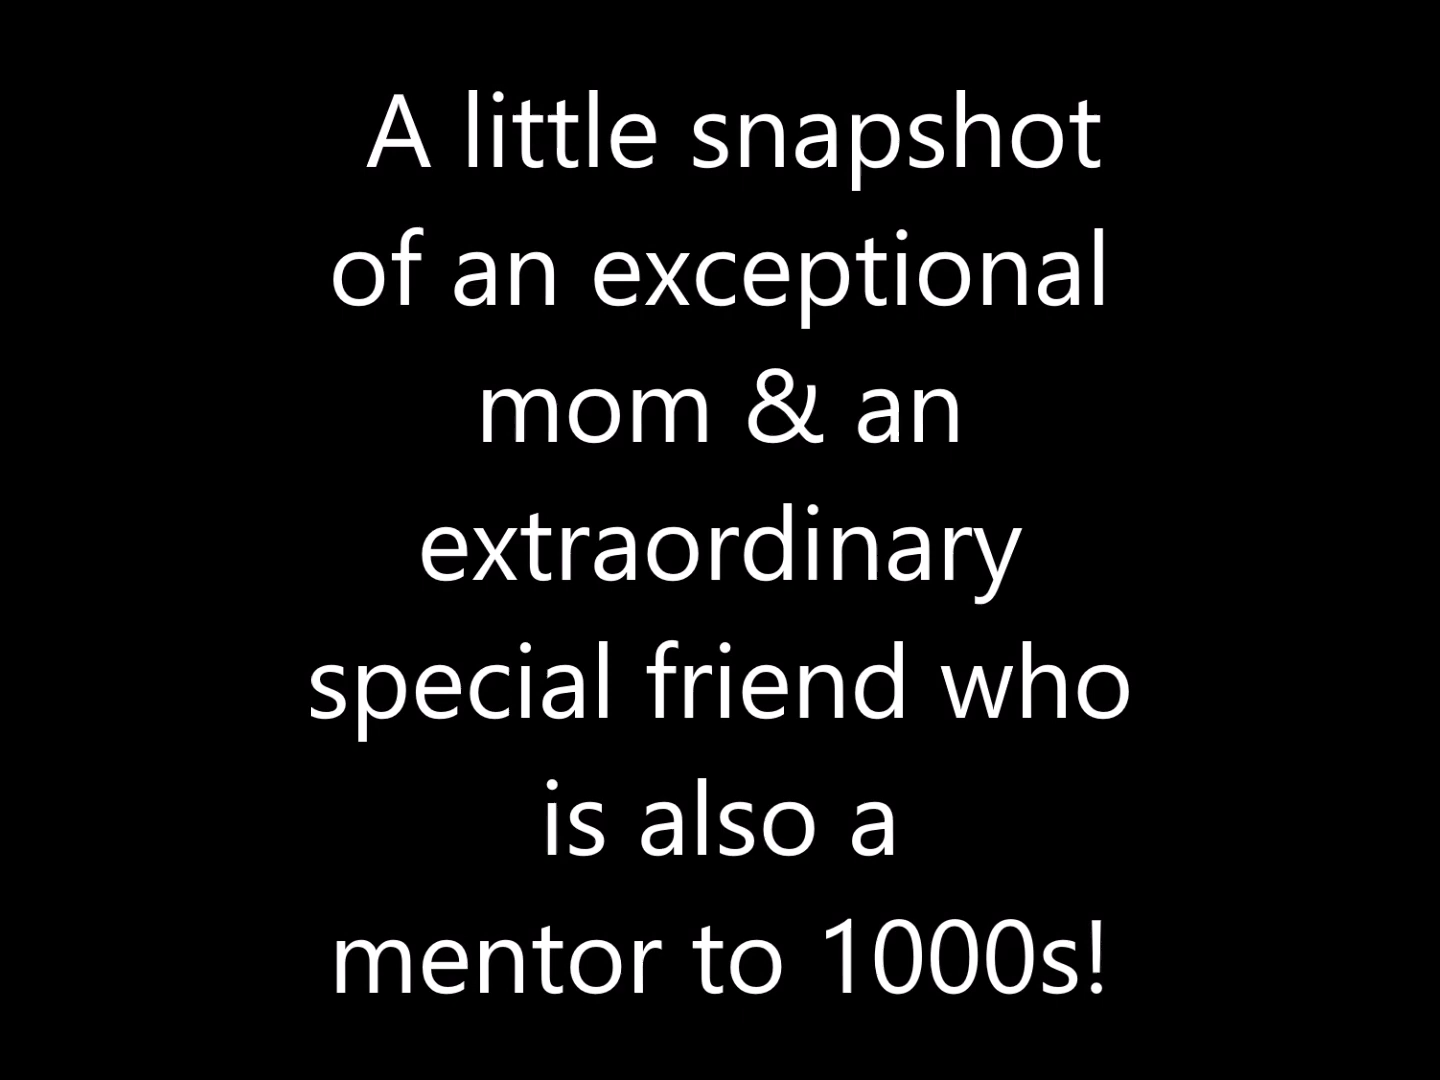 A little snapshot
of an exceptional
mom & an
extraordinary
special friend who
is also a
mentor to 1000s!